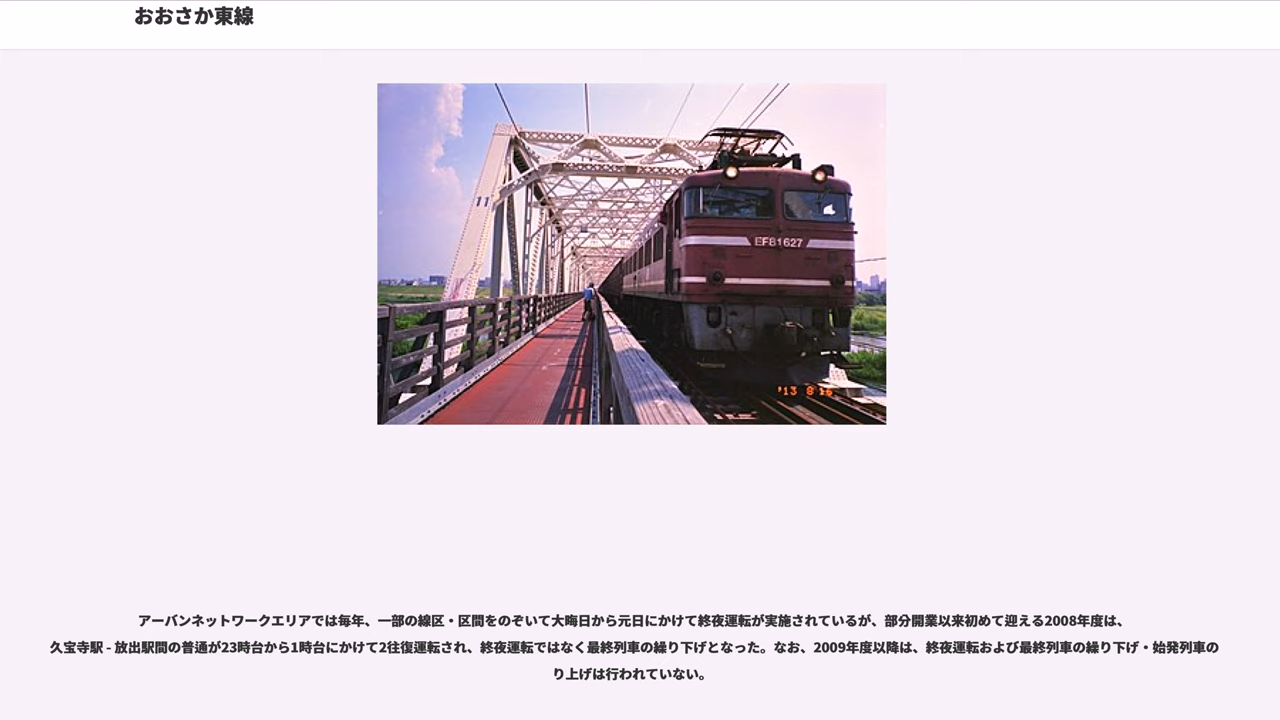 おおさか東線
11
EF81627
'13 8 16
アーバンネットワークエリアでは毎年、一部の線区・区間をのぞいて大晦日から元日にかけて終夜運転が実施されているが、部分開業以来初めて迎える2008年度は、
久宝寺駅 - 放出駅間の普通が23時台から1時台にかけて2往復運転され、終夜運転ではなく最終列車の繰り下げとなった。なお、2009年度以降は、終夜運転および最終列車の繰り下げ・始発列車の
り上げは行われていない。